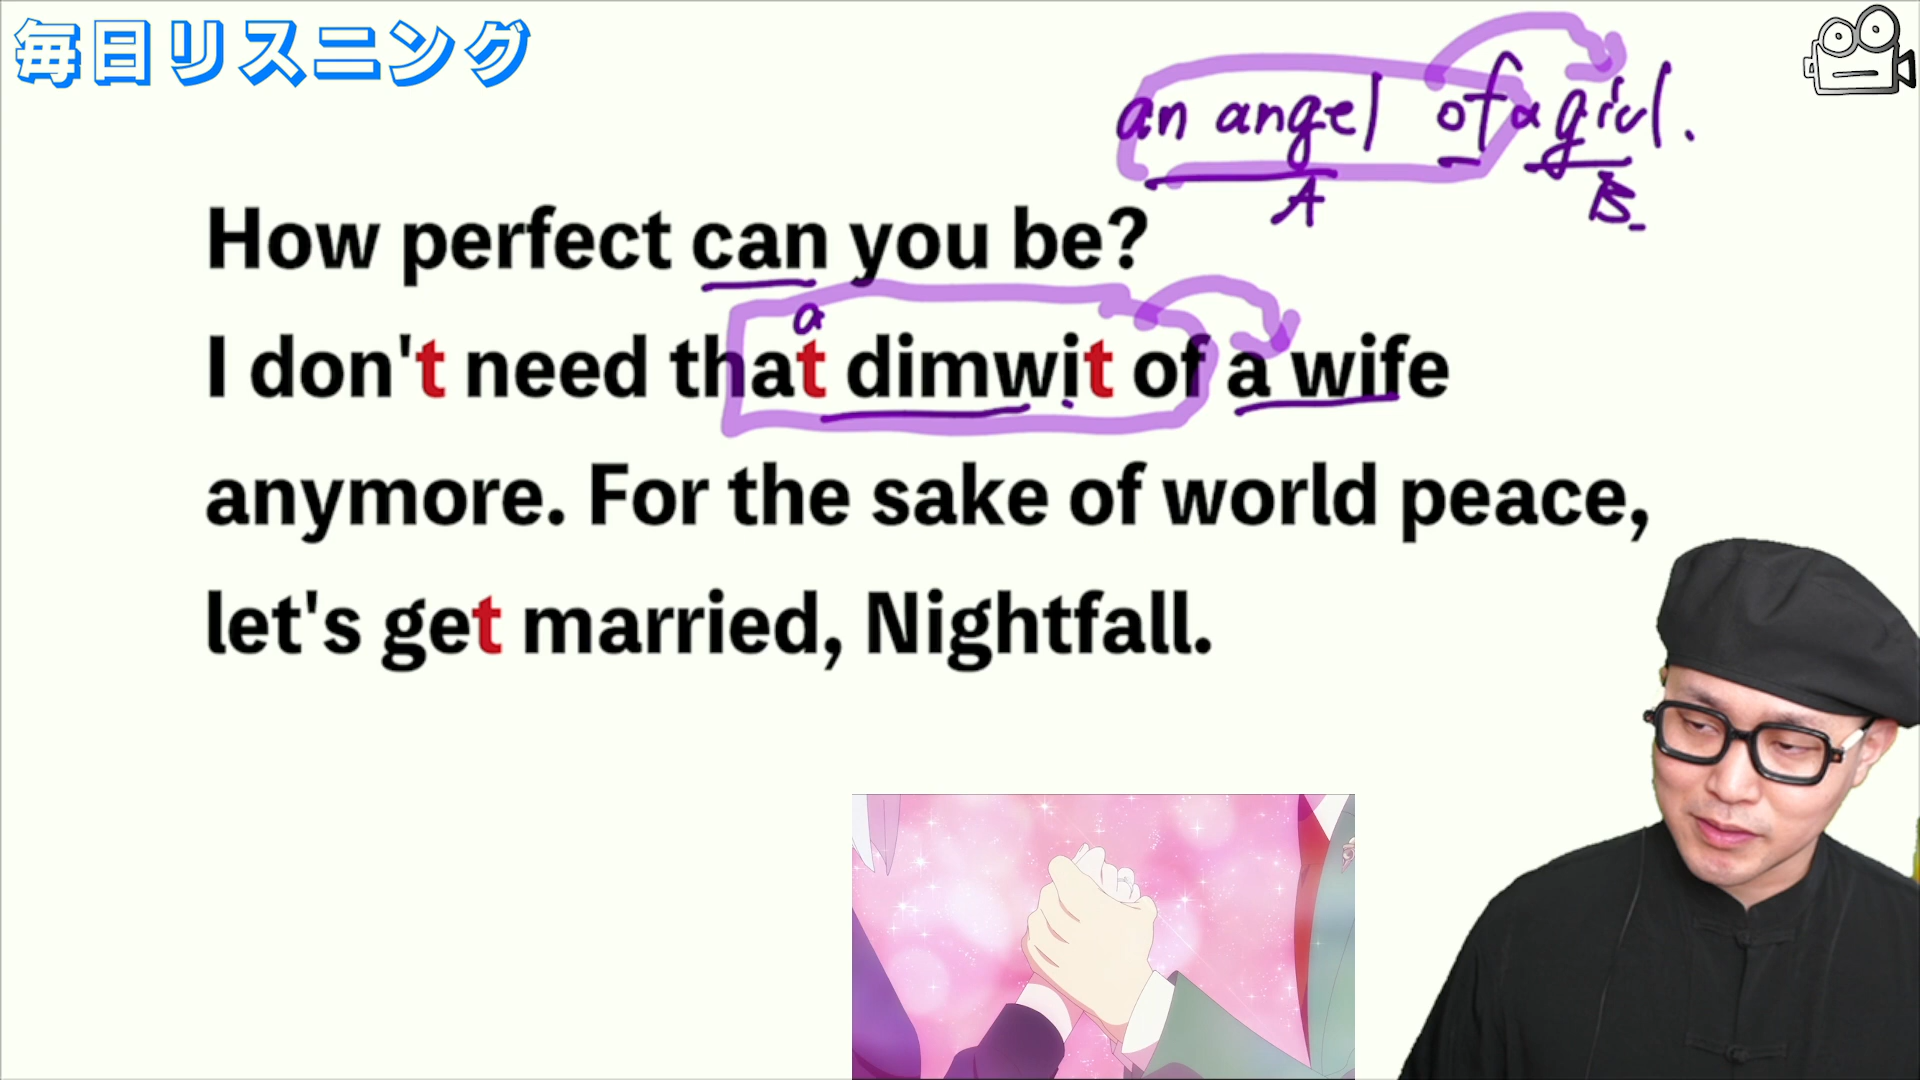 毎日リスニング
an angel of a girl.
A
B
How perfect can you be?
a
I don't need that dimwit of a wife
anymore. For the sake of world peace,
let's get married, Nightfall.